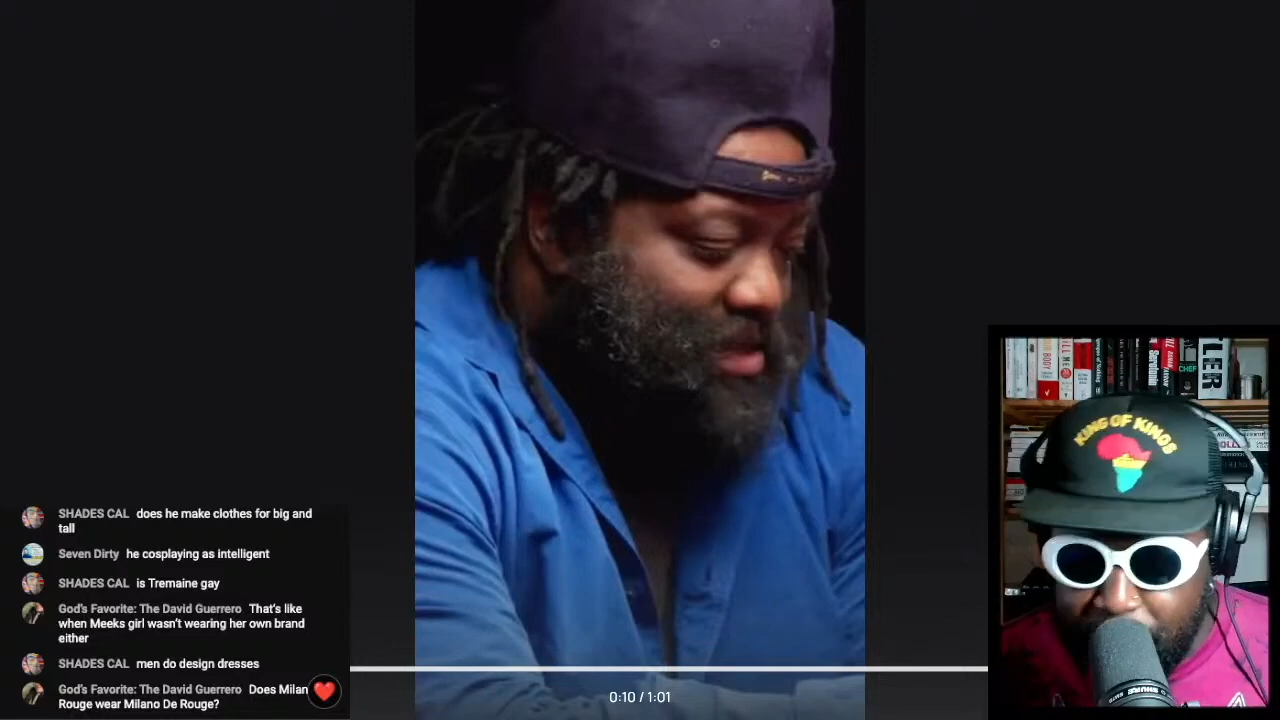 SHADES CAL does he make clothes for big and
tall
Seven Dirty he cosplaying as intelligent
SHADES CAL is Tremaine gay
God's Favorite: The David Guerrero That's like
when Meeks girl wasn't wearing her own brand
either
SHADES CAL men do design dresses
God's Favorite: The David Guerrero Does Milan
Rouge wear Milano De Rouge?
0:10 / 1:01
KING OF KINGS
CHEF
SHURE